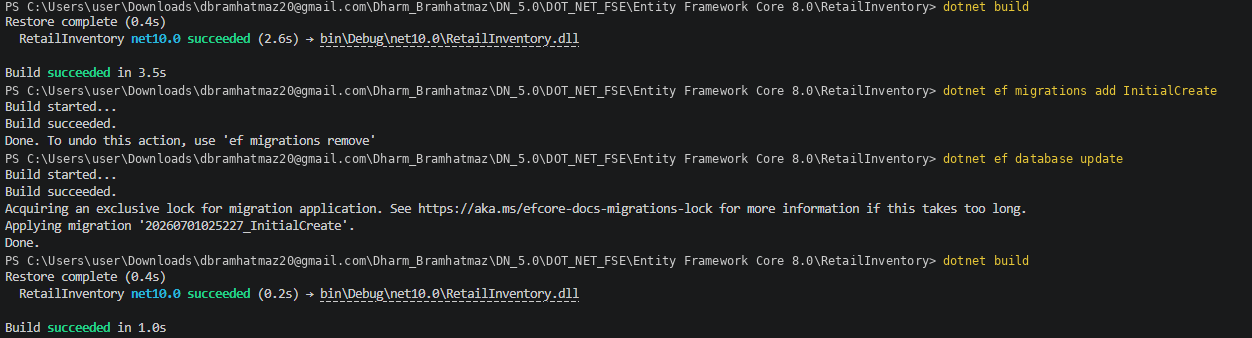 PS C:\Users\user\Downloads\dbramhatmaz20@gmail.com\Dharm_Bramhatmaz\DN_5.0\DOT_NET_FSE\Entity Framework Core 8.0\RetailInventory> dotnet build
Restore complete (0.4s)
  RetailInventory net10.0 succeeded (2.6s) → bin\Debug\net10.0\RetailInventory.dll

Build succeeded in 3.5s
PS C:\Users\user\Downloads\dbramhatmaz20@gmail.com\Dharm_Bramhatmaz\DN_5.0\DOT_NET_FSE\Entity Framework Core 8.0\RetailInventory> dotnet ef migrations add InitialCreate
Build started...
Build succeeded.
Done. To undo this action, use 'ef migrations remove'
PS C:\Users\user\Downloads\dbramhatmaz20@gmail.com\Dharm_Bramhatmaz\DN_5.0\DOT_NET_FSE\Entity Framework Core 8.0\RetailInventory> dotnet ef database update
Build started...
Build succeeded.
Acquiring an exclusive lock for migration application. See https://aka.ms/efcore-docs-migrations-lock for more information if this takes too long.
Applying migration '20260701025227_InitialCreate'.
Done.
PS C:\Users\user\Downloads\dbramhatmaz20@gmail.com\Dharm_Bramhatmaz\DN_5.0\DOT_NET_FSE\Entity Framework Core 8.0\RetailInventory> dotnet build
Restore complete (0.4s)
  RetailInventory net10.0 succeeded (0.2s) → bin\Debug\net10.0\RetailInventory.dll

Build succeeded in 1.0s